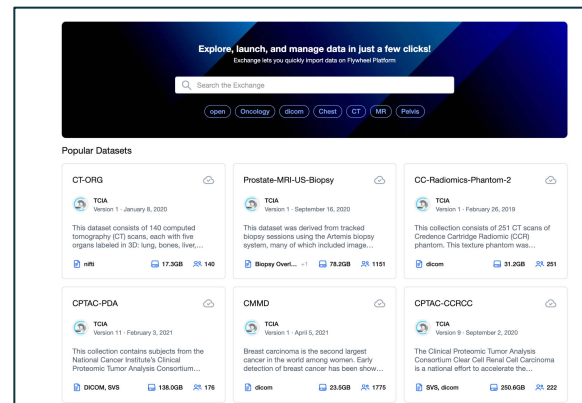 Explore, launch, and manage data in just a few clicks!
Exchange lets you quickly import data on Flywheel Platform
Search the Exchange
open Oncology dicom Chest CT MR Pelvis
Popular Datasets
CT-ORG
TCIA
Version 1 · January 8, 2020
This dataset consists of 140 computed
tomography (CT) scans, each with five
organs labeled in 3D: lung, bones, liver,...
nifti 17.3GB 140
Prostate-MRI-US-Biopsy
TCIA
Version 1 · September 16, 2020
This dataset was derived from tracked
biopsy sessions using the Artemis biopsy
system, many of which included image...
Biopsy Overl... +1 78.2GB 1151
CC-Radiomics-Phantom-2
TCIA
Version 1 · February 26, 2019
This collection consists of 251 CT scans of
Credence Cartridge Radiomic (CCR)
phantom. This texture phantom was...
dicom 31.2GB 251
CPTAC-PDA
TCIA
Version 11 · February 3, 2021
This collection contains subjects from the
National Cancer Institute's Clinical
Proteomic Tumor Analysis Consortium...
DICOM, SVS 138.0GB 176
CMMD
TCIA
Version 1 · April 5, 2021
Breast carcinoma is the second largest
cancer in the world among women. Early
detection of breast cancer has been show...
dicom 23.5GB 1775
CPTAC-CCRCC
TCIA
Version 9 · September 2, 2020
The Clinical Proteomic Tumor Analysis
Consortium Clear Cell Renal Cell Carcinoma
is a national effort to accelerate the...
SVS, dicom 250.6GB 222